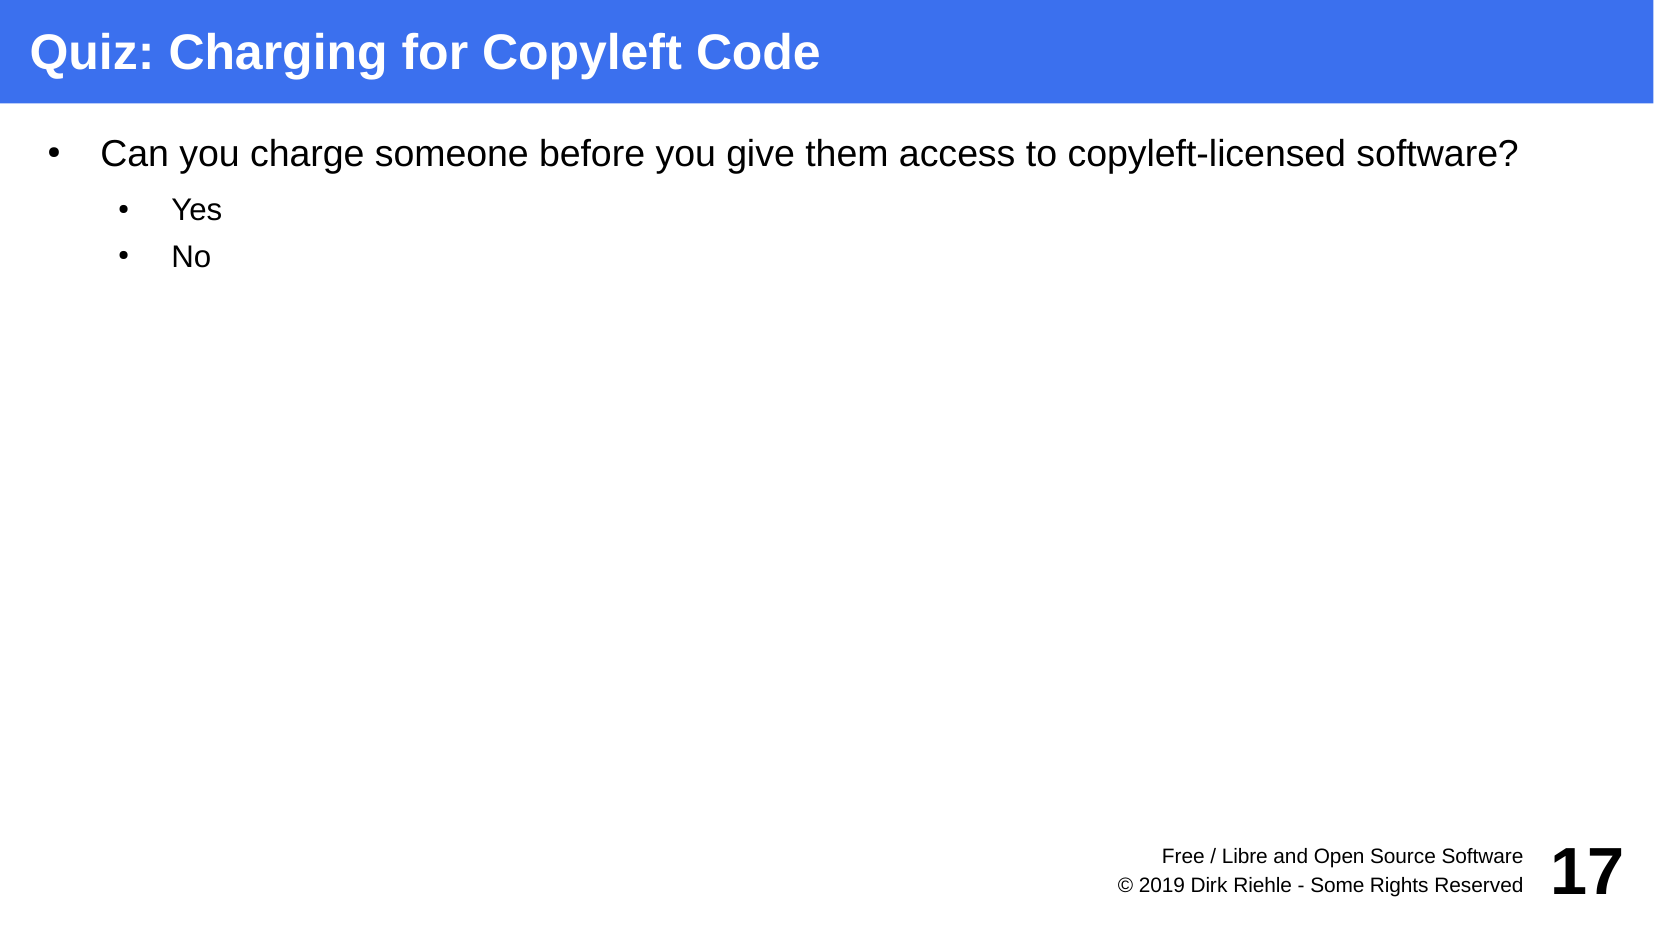 Quiz: Charging for Copyleft Code
• Can you charge someone before you give them access to copyleft-licensed software?
• Yes
• No
Free / Libre and Open Source Software
© 2019 Dirk Riehle - Some Rights Reserved
17